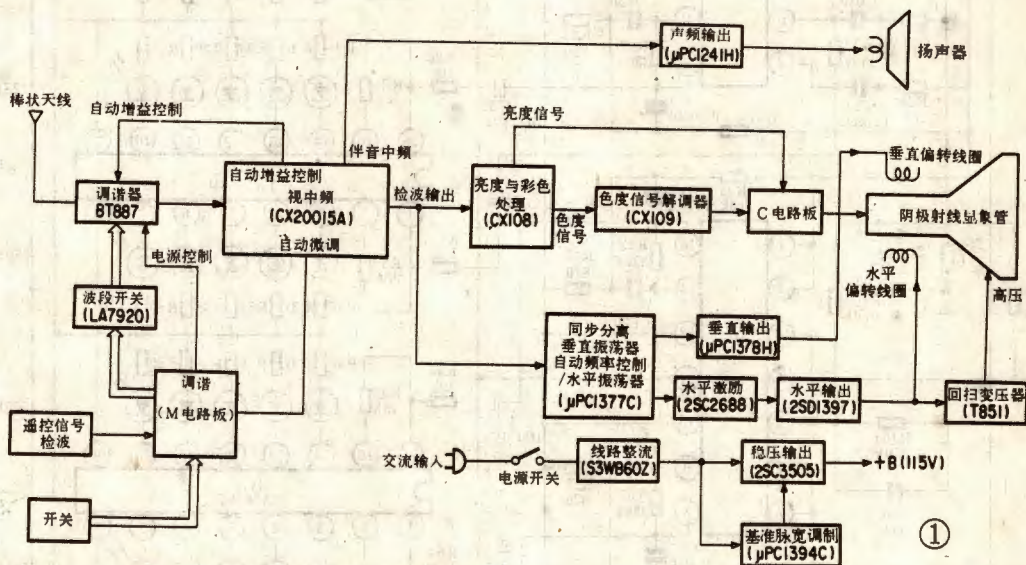 声频输出
(μPC1241H)
扬声器
棒状天线
自动增益控制
伴音中频
亮度信号
垂直偏转线圈
调谐器
BT887
自动增益控制
视中频
(CX20015A)
自动微调
检波输出
亮度与彩色
处理
(CX108)
色度
信号
色度信号解调器
(CX109)
C电路板
阴极射线显象管
电源控制
水平
偏转线圈
高压
波段开关
(LA7920)
同步分离
垂直振荡器
自动频率控制
/水平振荡器
(μPC1377C)
垂直输出
(μPC1378H)
调谐
(M电路板)
水平激励
(2SC2688)
水平输出
(2SD1397)
回扫变压器
(T851)
遥控信号
检波
交流输入
电源开关
线路整流
(S3WB60Z)
稳压输出
(2SC3505)
+B(115V)
开关
基准脉宽调制
(μPC1394C)
①